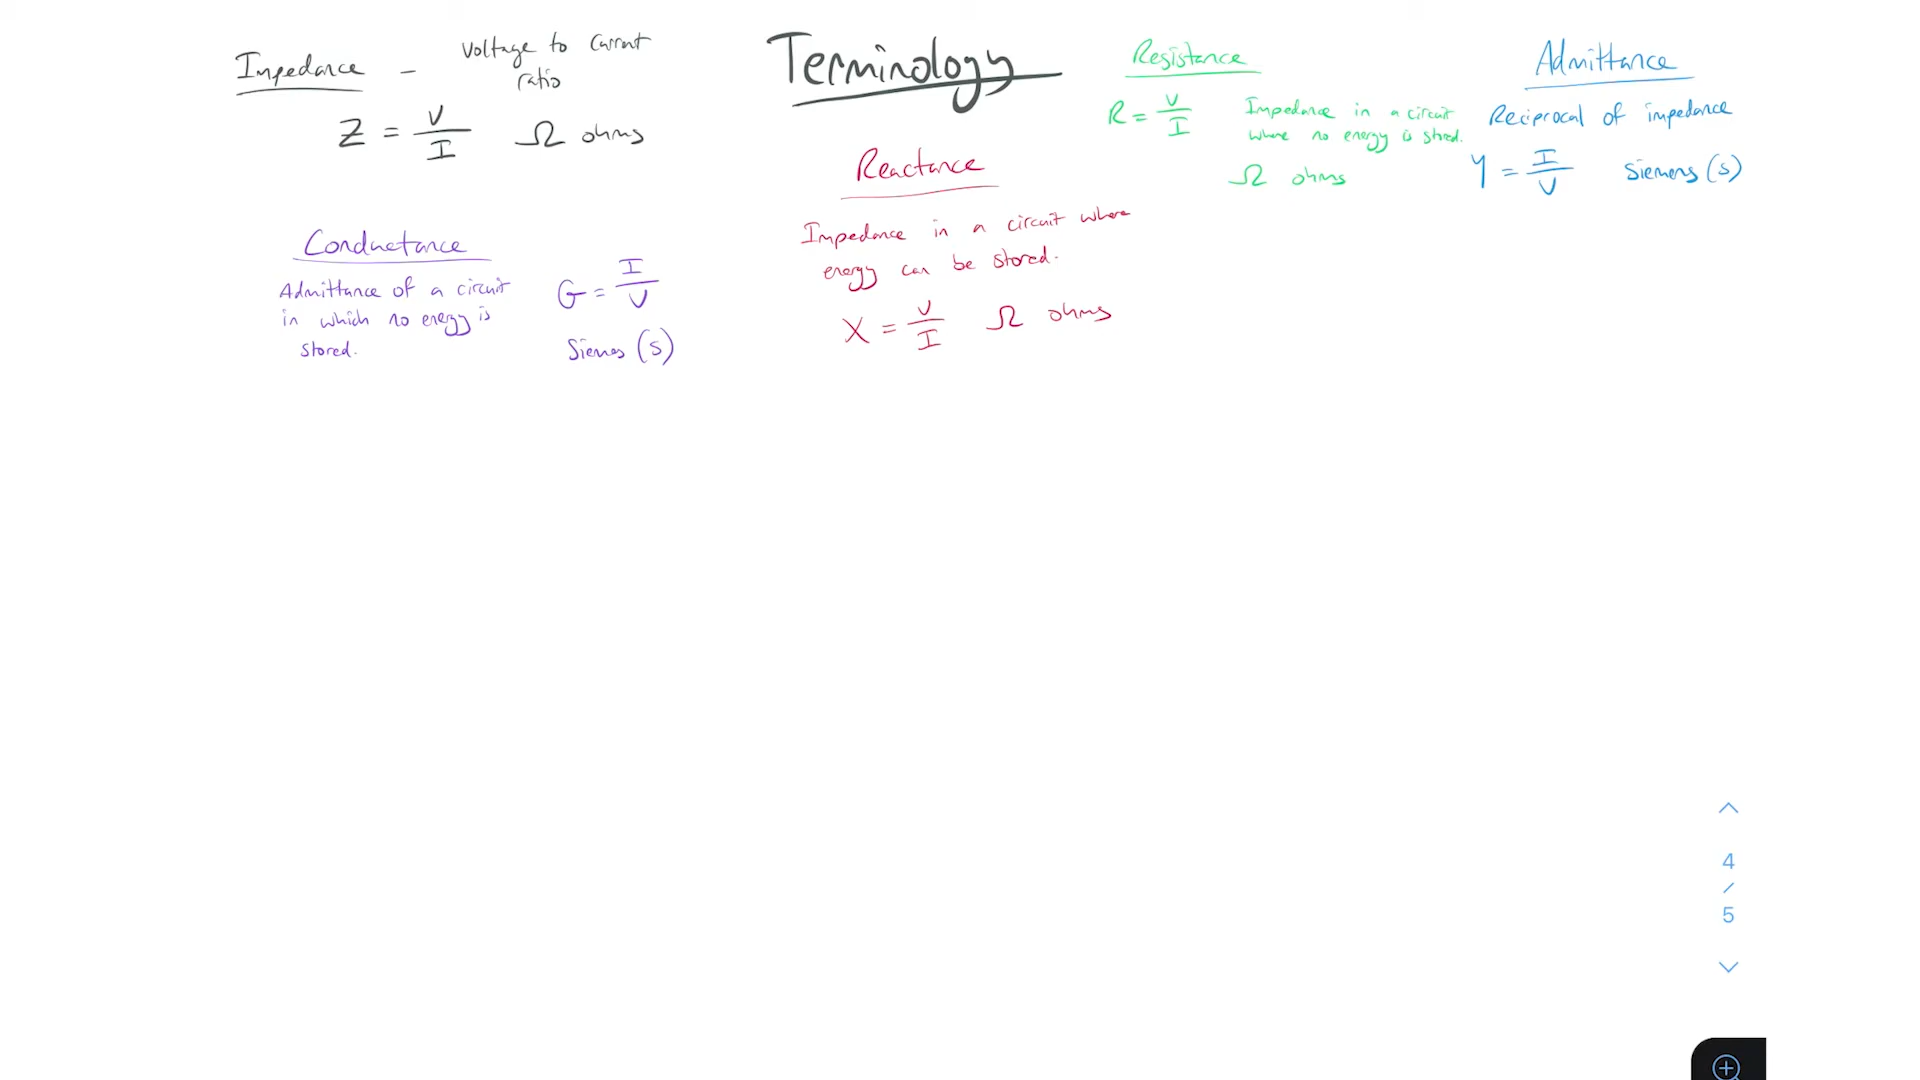 Terminology
Impedance - Voltage to Current
ratio
Z = V/I Ω ohms
Resistance
R = V/I
Impedance in a circuit
where no energy is stored.
Ω ohms
Admittance
Reciprocal of impedance
Y = I/V Siemens (S)
Conductance
Admittance of a circuit
in which no energy is
stored.
G = I/V
Siemes (S)
Reactance
Impedance in a circuit where
energy can be stored.
X = V/I Ω ohms
4
/
5